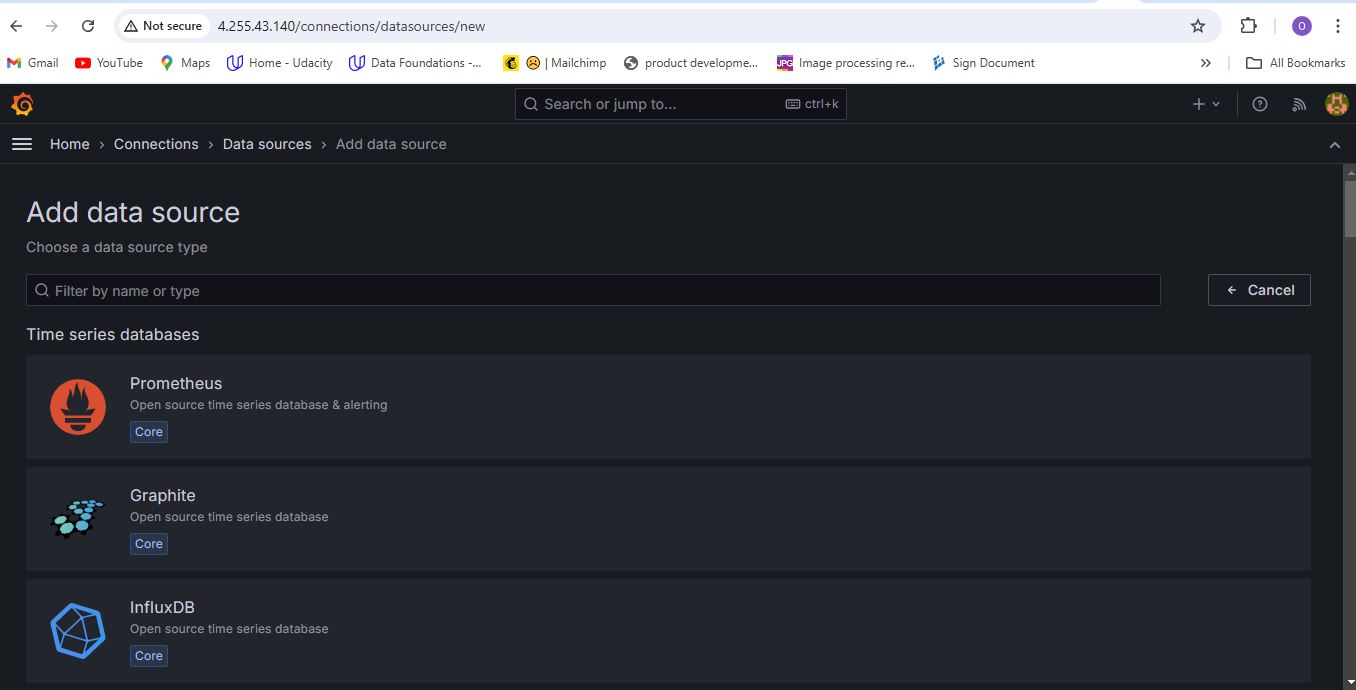 Not secure 4.255.43.140/connections/datasources/new O
Gmail YouTube Maps Home - Udacity Data Foundations -... | Mailchimp product developme... JPG Image processing re... Sign Document » All Bookmarks
Search or jump to... ctrl+k
Home › Connections › Data sources › Add data source
Add data source
Choose a data source type
Filter by name or type
Cancel
Time series databases
Prometheus
Open source time series database & alerting
Core
Graphite
Open source time series database
Core
InfluxDB
Open source time series database
Core